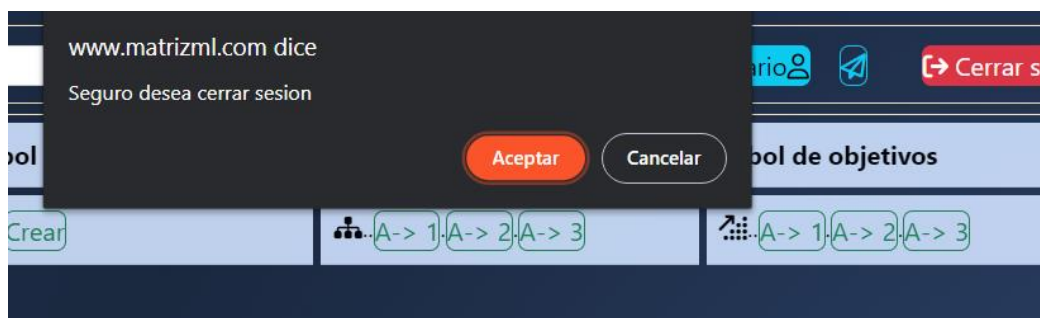 www.matrizml.com dice
Seguro desea cerrar sesion
Aceptar Cancelar
Cerrar
de objetivos
Crear A-> 1 A-> 2 A-> 3 A-> 1 A-> 2 A-> 3